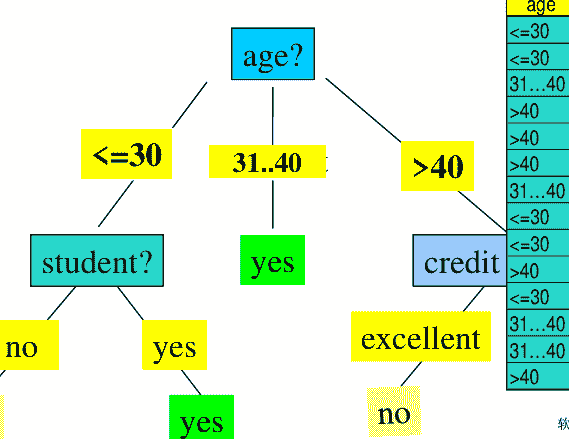 age?
<=30
31..40
>40
student?
yes
credit
no
yes
excellent
yes
no
age
<=30
<=30
31…40
>40
>40
>40
31…40
<=30
<=30
>40
<=30
31…40
31…40
>40
软